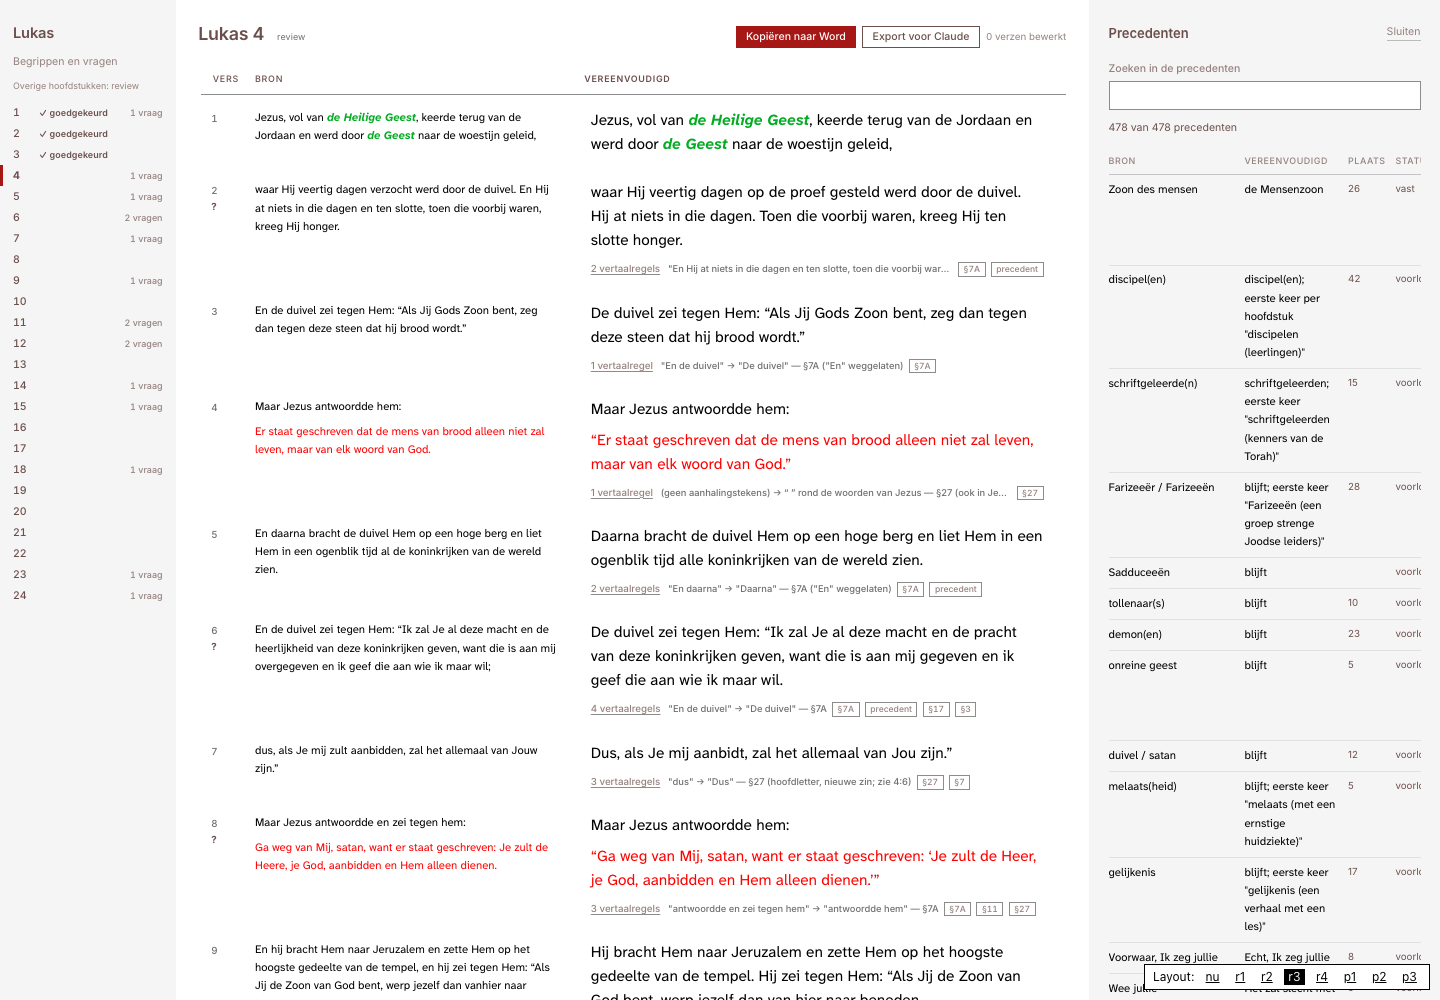 Lukas
Begrippen en vragen
Overige hoofdstukken: review
1 ✓ goedgekeurd 1 vraag
2 ✓ goedgekeurd
3 ✓ goedgekeurd
4 1 vraag
5 1 vraag
6 2 vragen
7 1 vraag
8
9 1 vraag
10
11 2 vragen
12 2 vragen
13
14 1 vraag
15 1 vraag
16
17
18 1 vraag
19
20
21
22
23 1 vraag
24 1 vraag
Lukas 4 review Kopiëren naar Word Export voor Claude 0 verzen bewerkt
VERS BRON VEREENVOUDIGD
1
Jezus, vol van de Heilige Geest, keerde terug van de
Jordaan en werd door de Geest naar de woestijn geleid,
Jezus, vol van de Heilige Geest, keerde terug van de Jordaan en
werd door de Geest naar de woestijn geleid,
2
?
waar Hij veertig dagen verzocht werd door de duivel. En Hij
at niets in die dagen en ten slotte, toen die voorbij waren,
kreeg Hij honger.
waar Hij veertig dagen op de proef gesteld werd door de duivel.
Hij at niets in die dagen. Toen die voorbij waren, kreeg Hij ten
slotte honger.
2 vertaalregels "En Hij at niets in die dagen en ten slotte, toen die voorbij war... §7A precedent
3
En de duivel zei tegen Hem: “Als Jij Gods Zoon bent, zeg
dan tegen deze steen dat hij brood wordt.”
De duivel zei tegen Hem: “Als Jij Gods Zoon bent, zeg dan tegen
deze steen dat hij brood wordt.”
1 vertaalregel "En de duivel" → "De duivel" — §7A ("En" weggelaten) §7A
4
Maar Jezus antwoordde hem:
Er staat geschreven dat de mens van brood alleen niet zal
leven, maar van elk woord van God.
Maar Jezus antwoordde hem:
“Er staat geschreven dat de mens van brood alleen niet zal leven,
maar van elk woord van God.”
1 vertaalregel (geen aanhalingstekens) → “ ” rond de woorden van Jezus — §27 (ook in Je... §27
5
En daarna bracht de duivel Hem op een hoge berg en liet
Hem in een ogenblik tijd al de koninkrijken van de wereld
zien.
Daarna bracht de duivel Hem op een hoge berg en liet Hem in een
ogenblik tijd alle koninkrijken van de wereld zien.
2 vertaalregels "En daarna" → "Daarna" — §7A ("En" weggelaten) §7A precedent
6
?
En de duivel zei tegen Hem: “Ik zal Je al deze macht en de
heerlijkheid van deze koninkrijken geven, want die is aan mij
overgegeven en ik geef die aan wie ik maar wil;
De duivel zei tegen Hem: “Ik zal Je al deze macht en de pracht
van deze koninkrijken geven, want die is aan mij gegeven en ik
geef die aan wie ik maar wil.
4 vertaalregels "En de duivel" → "De duivel" — §7A §7A precedent §17 §3
7
dus, als Je mij zult aanbidden, zal het allemaal van Jouw
zijn.”
Dus, als Je mij aanbidt, zal het allemaal van Jou zijn.”
3 vertaalregels "dus" → "Dus" — §27 (hoofdletter, nieuwe zin; zie 4:6) §27 §7
8
?
Maar Jezus antwoordde en zei tegen hem:
Ga weg van Mij, satan, want er staat geschreven: Je zult de
Heere, je God, aanbidden en Hem alleen dienen.
Maar Jezus antwoordde hem:
“Ga weg van Mij, satan, want er staat geschreven: ‘Je zult de Heer,
je God, aanbidden en Hem alleen dienen.’”
3 vertaalregels "antwoordde en zei tegen hem" → "antwoordde hem" — §7A §7A §11 §27
9
En hij bracht Hem naar Jeruzalem en zette Hem op het
hoogste gedeelte van de tempel, en hij zei tegen Hem: “Als
Jij de Zoon van God bent, werp jezelf dan vanhier naar
Hij bracht Hem naar Jeruzalem en zette Hem op het hoogste
gedeelte van de tempel. Hij zei tegen Hem: “Als Jij de Zoon van
God bent, werp jezelf dan van hier naar beneden
Precedenten Sluiten
Zoeken in de precedenten
478 van 478 precedenten
BRON VEREENVOUDIGD PLAATS
Zoon des mensen de Mensenzoon 26 vast
discipel(en) discipel(en); 42
eerste keer per
hoofdstuk
"discipelen
(leerlingen)"
schriftgeleerde(n) schriftgeleerden; 15
eerste keer
"schriftgeleerden
(kenners van de
Torah)"
Farizeeër / Farizeeën blijft; eerste keer 28
"Farizeeën (een
groep strenge
Joodse leiders)"
Sadduceeën blijft
tollenaar(s) blijft 10
demon(en) blijft 23
onreine geest blijft 5
duivel / satan blijft 12
melaats(heid) blijft; eerste keer 5
"melaats (met een
ernstige
huidziekte)"
gelijkenis blijft; eerste keer 17
"gelijkenis (een
verhaal met een
les)"
Voorwaar, Ik zeg jullie Echt, Ik zeg jullie 8
Wee
Layout: nu r1 r2 r3 r4 p1 p2 p3